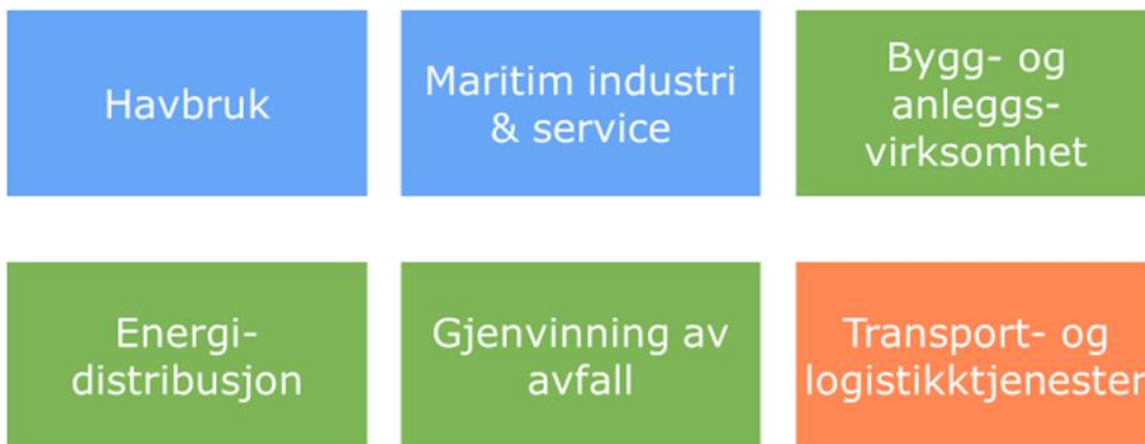 Havbruk
Maritim industri
& service
Bygg- og
anleggs-
virksomhet
Energi-
distribusjon
Gjenvinning av
avfall
Transport- og
logistikktjenester